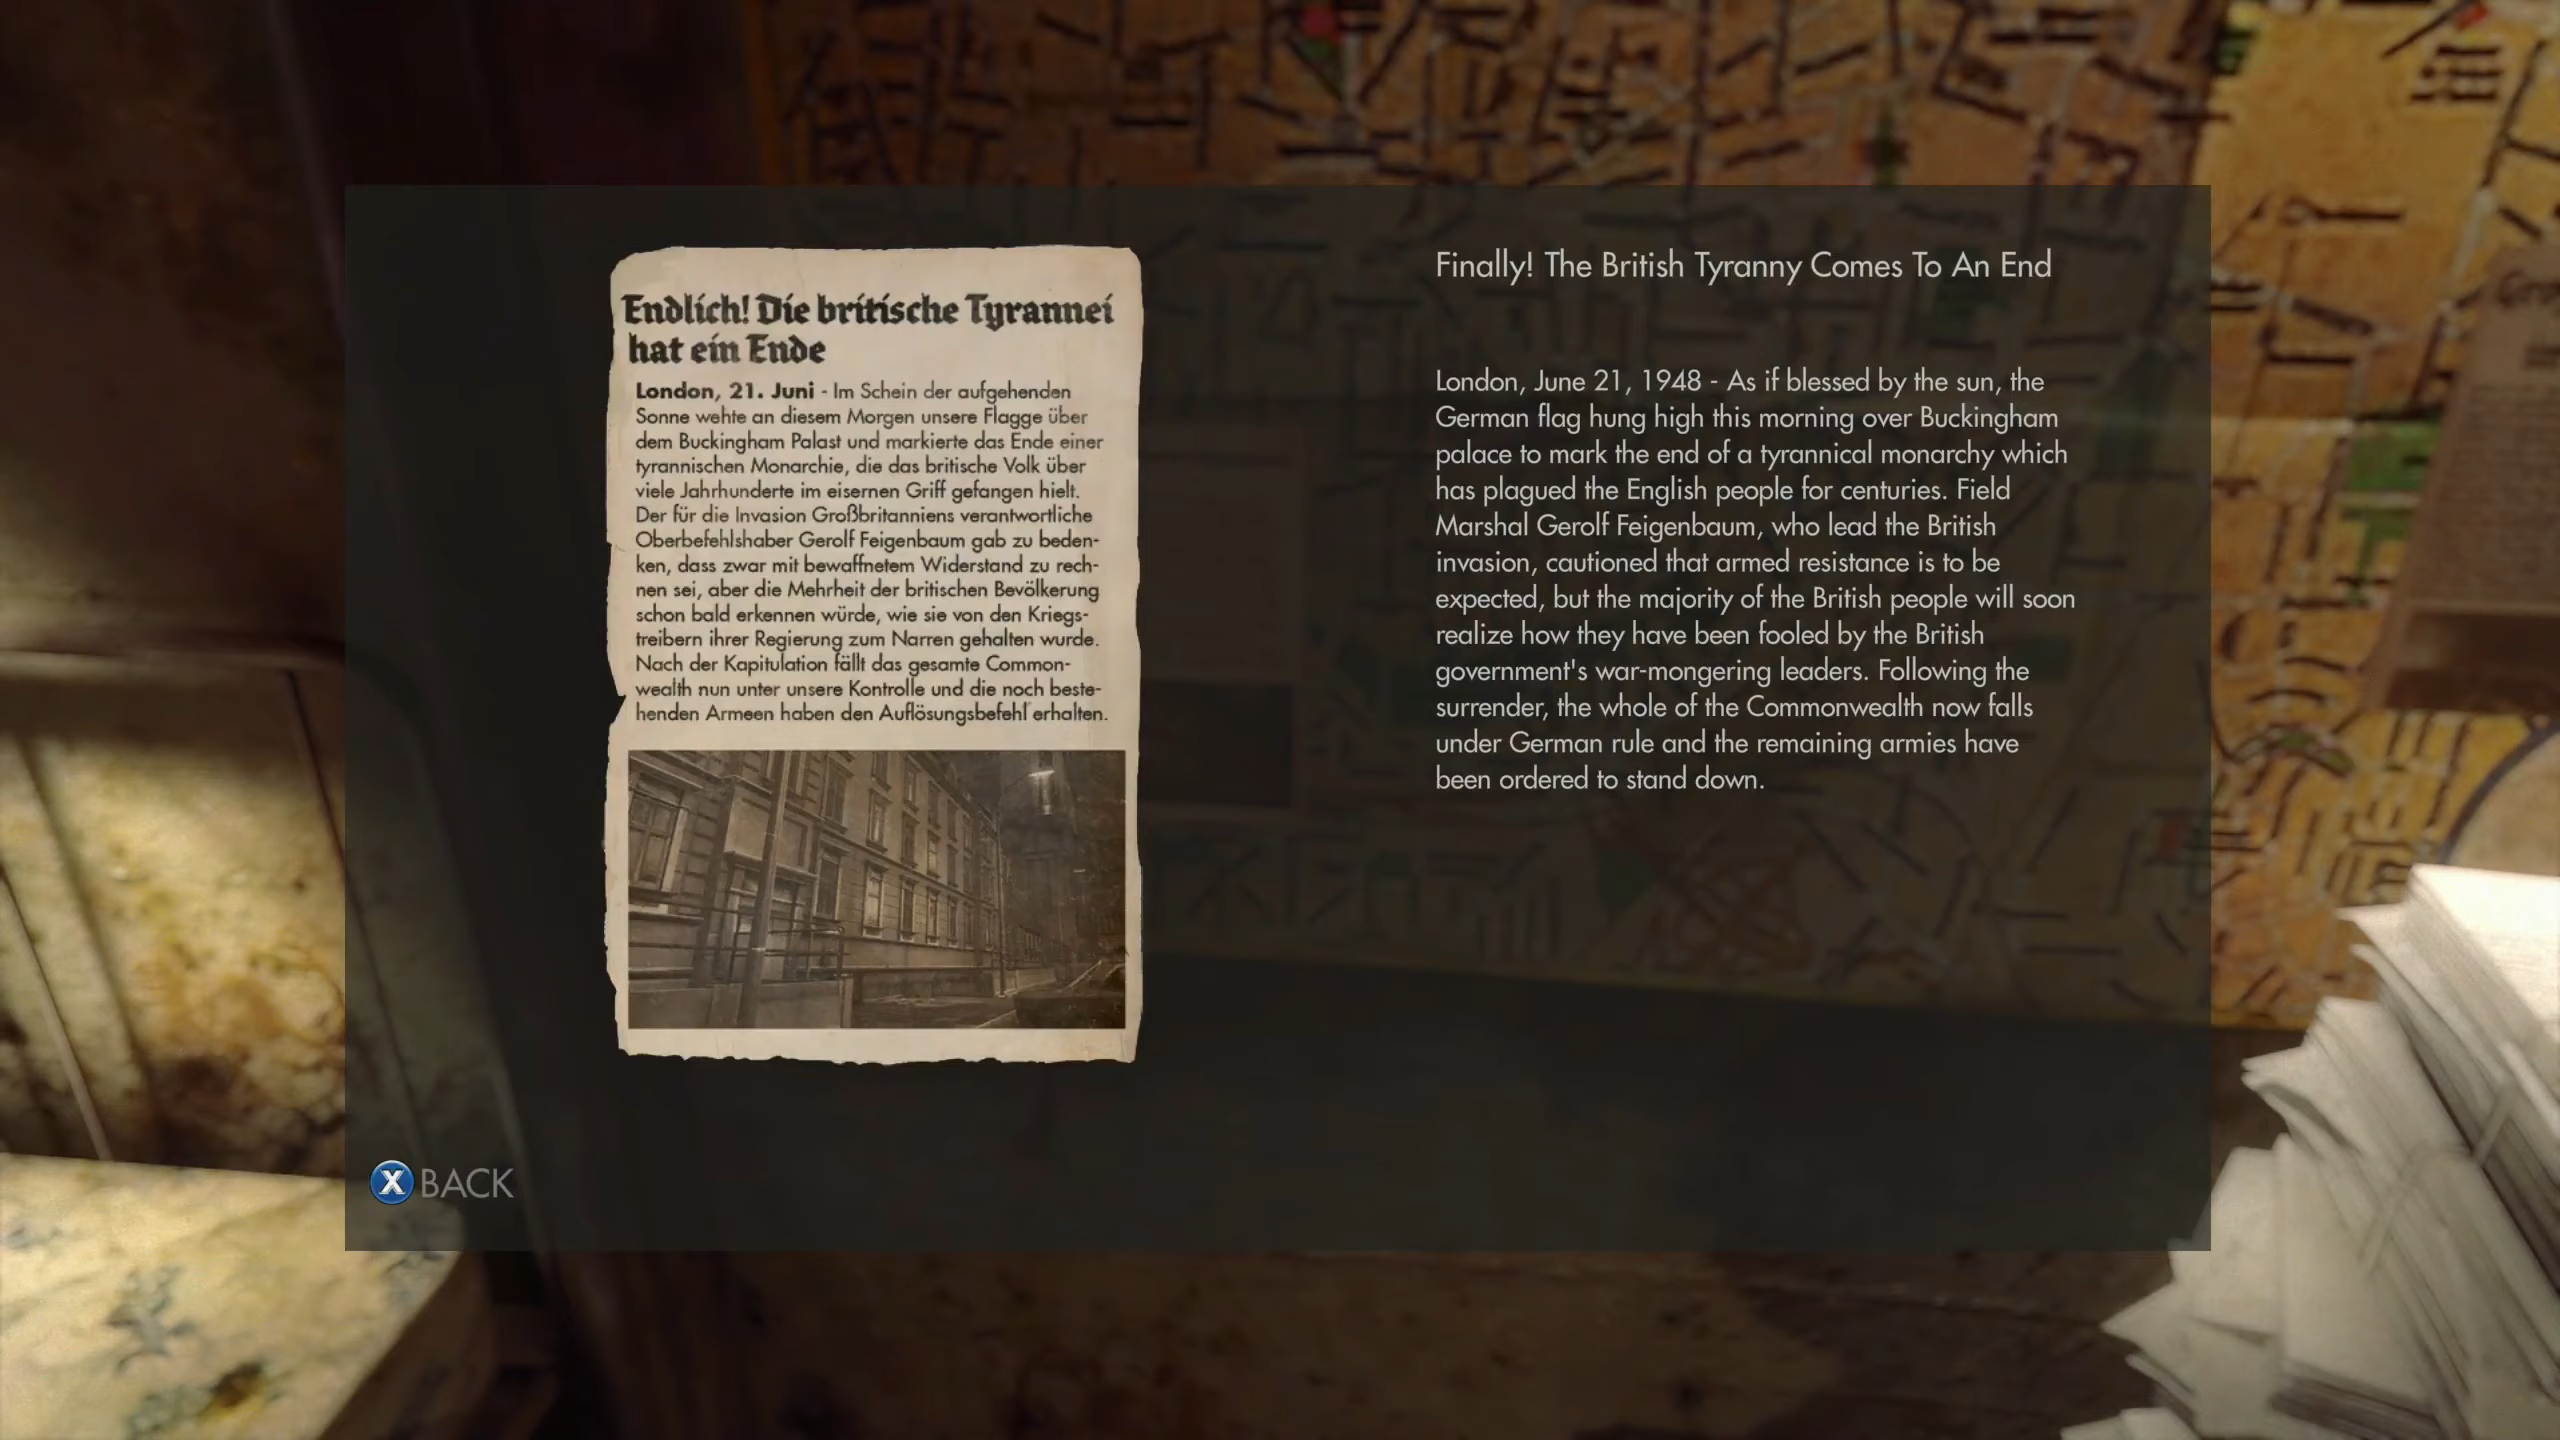 Endlich! Die britische Tyrannei
hat ein Ende
London, 21. Juni - Im Schein der aufgehenden
Sonne wehte an diesem Morgen unsere Flagge über
dem Buckingham Palast und markierte das Ende einer
tyrannischen Monarchie, die das britische Volk über
viele Jahrhunderte im eisernen Griff gefangen hielt.
Der für die Invasion Großbritanniens verantwortliche
Oberbefehlshaber Gerolf Feigenbaum gab zu beden-
ken, dass zwar mit bewaffnetem Widerstand zu rech-
nen sei, aber die Mehrheit der britischen Bevölkerung
schon bald erkennen würde, wie sie von den Kriegs-
treibern ihrer Regierung zum Narren gehalten wurde.
Nach der Kapitulation fällt das gesamte Common-
wealth nun unter unsere Kontrolle und die noch beste-
henden Armeen haben den Auflösungsbefehl erhalten.
Finally! The British Tyranny Comes To An End
London, June 21, 1948 - As if blessed by the sun, the
German flag hung high this morning over Buckingham
palace to mark the end of a tyrannical monarchy which
has plagued the English people for centuries. Field
Marshal Gerolf Feigenbaum, who lead the British
invasion, cautioned that armed resistance is to be
expected, but the majority of the British people will soon
realize how they have been fooled by the British
government's war-mongering leaders. Following the
surrender, the whole of the Commonwealth now falls
under German rule and the remaining armies have
been ordered to stand down.
X BACK